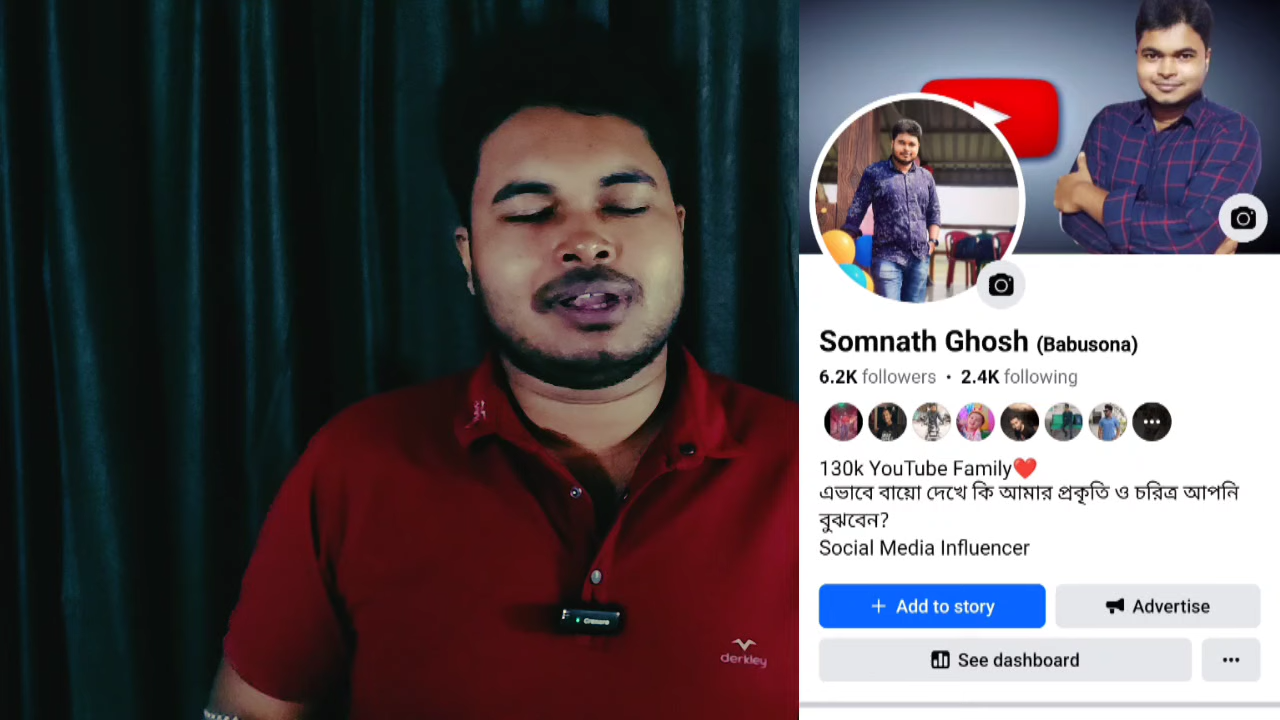 Somnath Ghosh (Babusona)
6.2K followers • 2.4K following
130k YouTube Family❤️
এভাবে বায়ো দেখে কি আমার প্রকৃতি ও চরিত্র আপনি
বুঝবেন?
Social Media Influencer
+ Add to story
Advertise
See dashboard
derkley